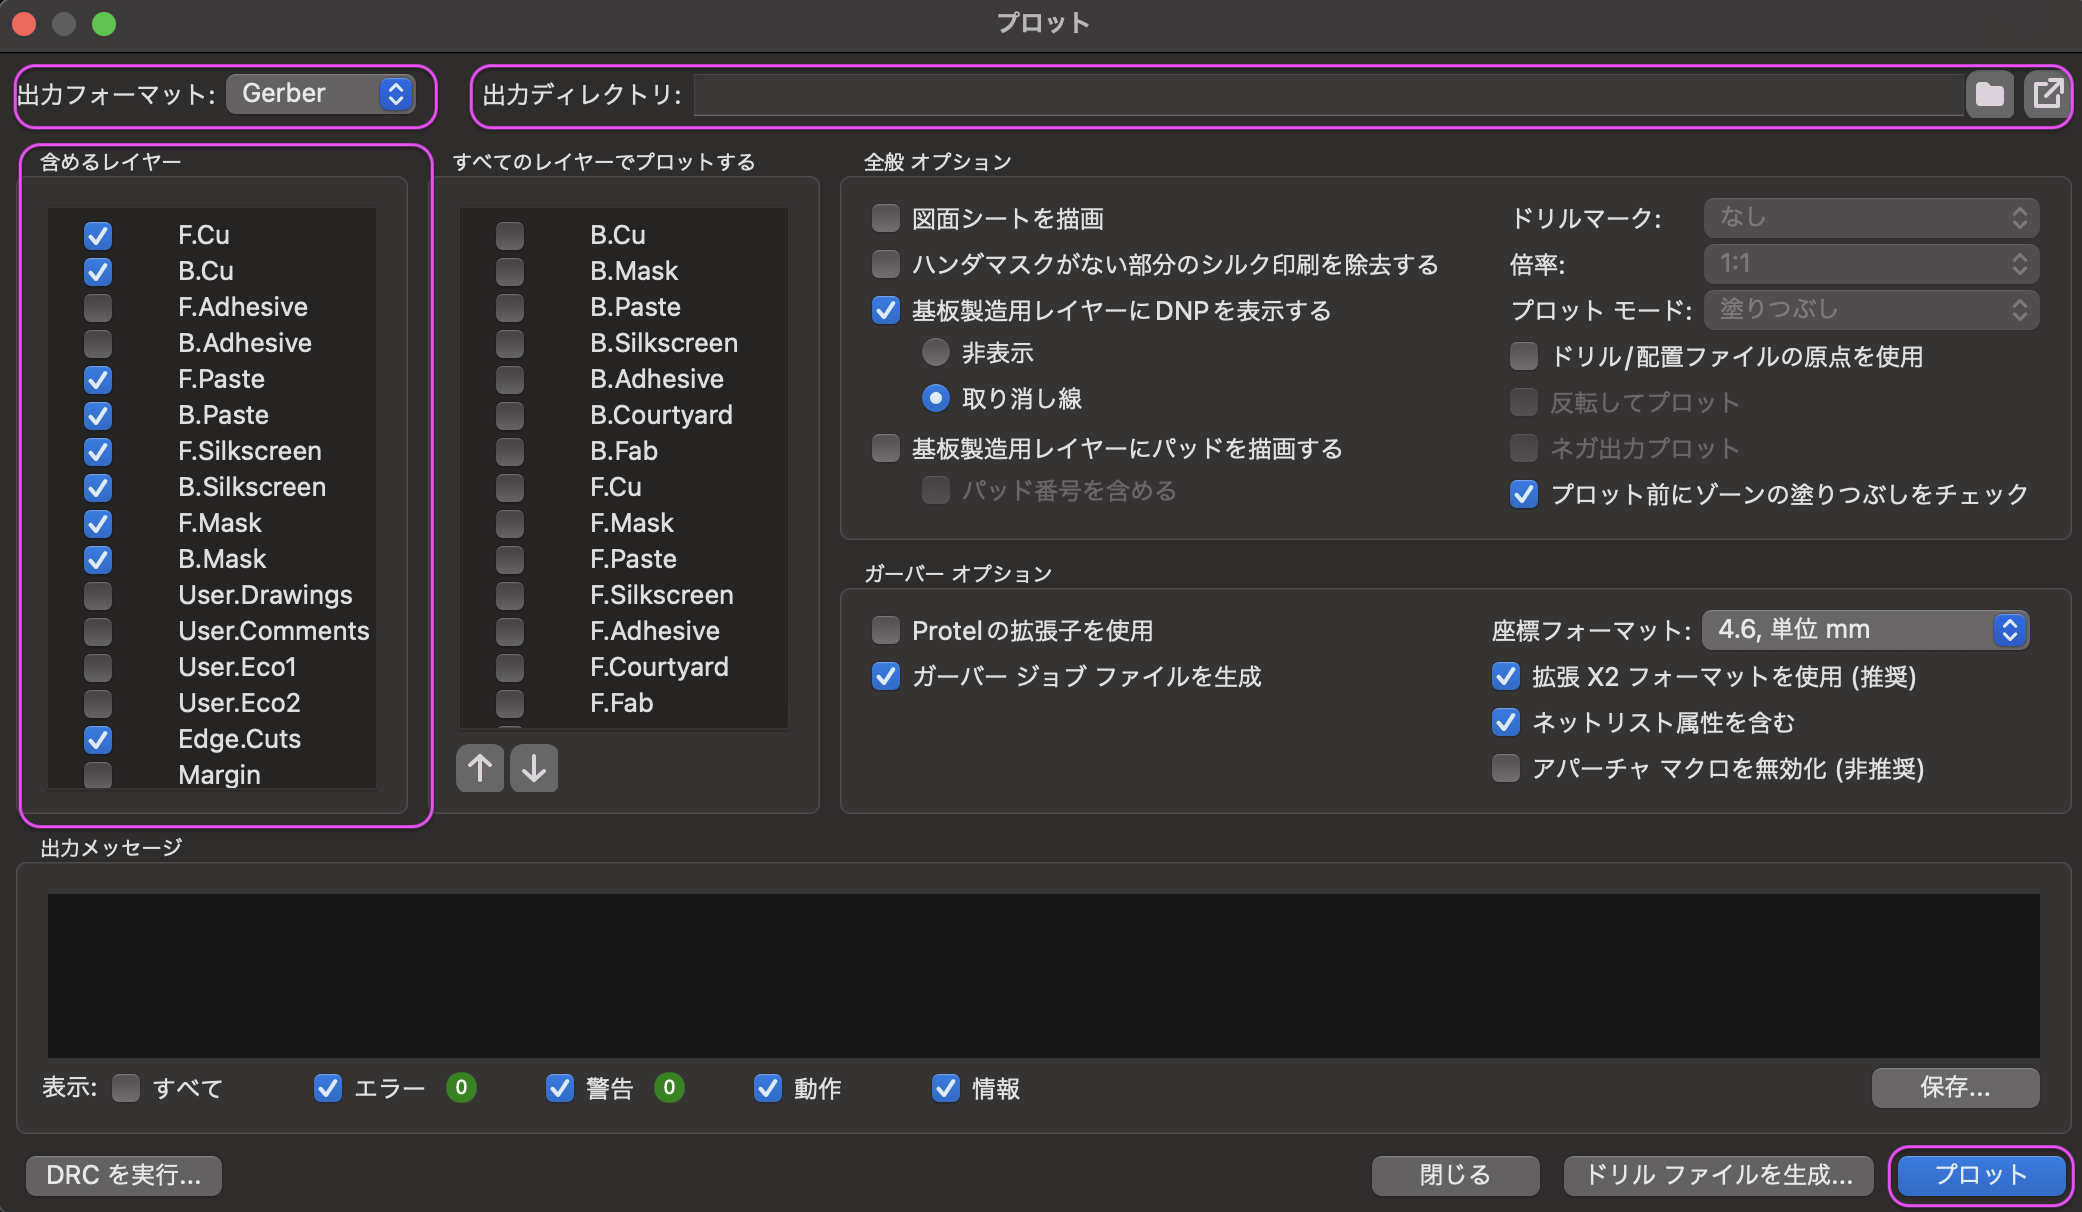 プロット
出力フォーマット: Gerber
出力ディレクトリ:
含めるレイヤー
F.Cu
B.Cu
F.Adhesive
B.Adhesive
F.Paste
B.Paste
F.Silkscreen
B.Silkscreen
F.Mask
B.Mask
User.Drawings
User.Comments
User.Eco1
User.Eco2
Edge.Cuts
Margin
すべてのレイヤーでプロットする
B.Cu
B.Mask
B.Paste
B.Silkscreen
B.Adhesive
B.Courtyard
B.Fab
F.Cu
F.Mask
F.Paste
F.Silkscreen
F.Adhesive
F.Courtyard
F.Fab
全般 オプション
図面シートを描画
ハンダマスクがない部分のシルク印刷を除去する
基板製造用レイヤーにDNPを表示する
非表示
取り消し線
基板製造用レイヤーにパッドを描画する
パッド番号を含める
ドリルマーク: なし
倍率: 1:1
プロット モード: 塗りつぶし
ドリル/配置ファイルの原点を使用
反転してプロット
ネガ出力プロット
プロット前にゾーンの塗りつぶしをチェック
ガーバー オプション
Protelの拡張子を使用
ガーバー ジョブ ファイルを生成
座標フォーマット: 4.6, 単位 mm
拡張 X2 フォーマットを使用 (推奨)
ネットリスト属性を含む
アパーチャ マクロを無効化 (非推奨)
出力メッセージ
表示: すべて エラー 0 警告 0 動作 情報 保存...
DRC を実行... 閉じる ドリル ファイルを生成... プロット